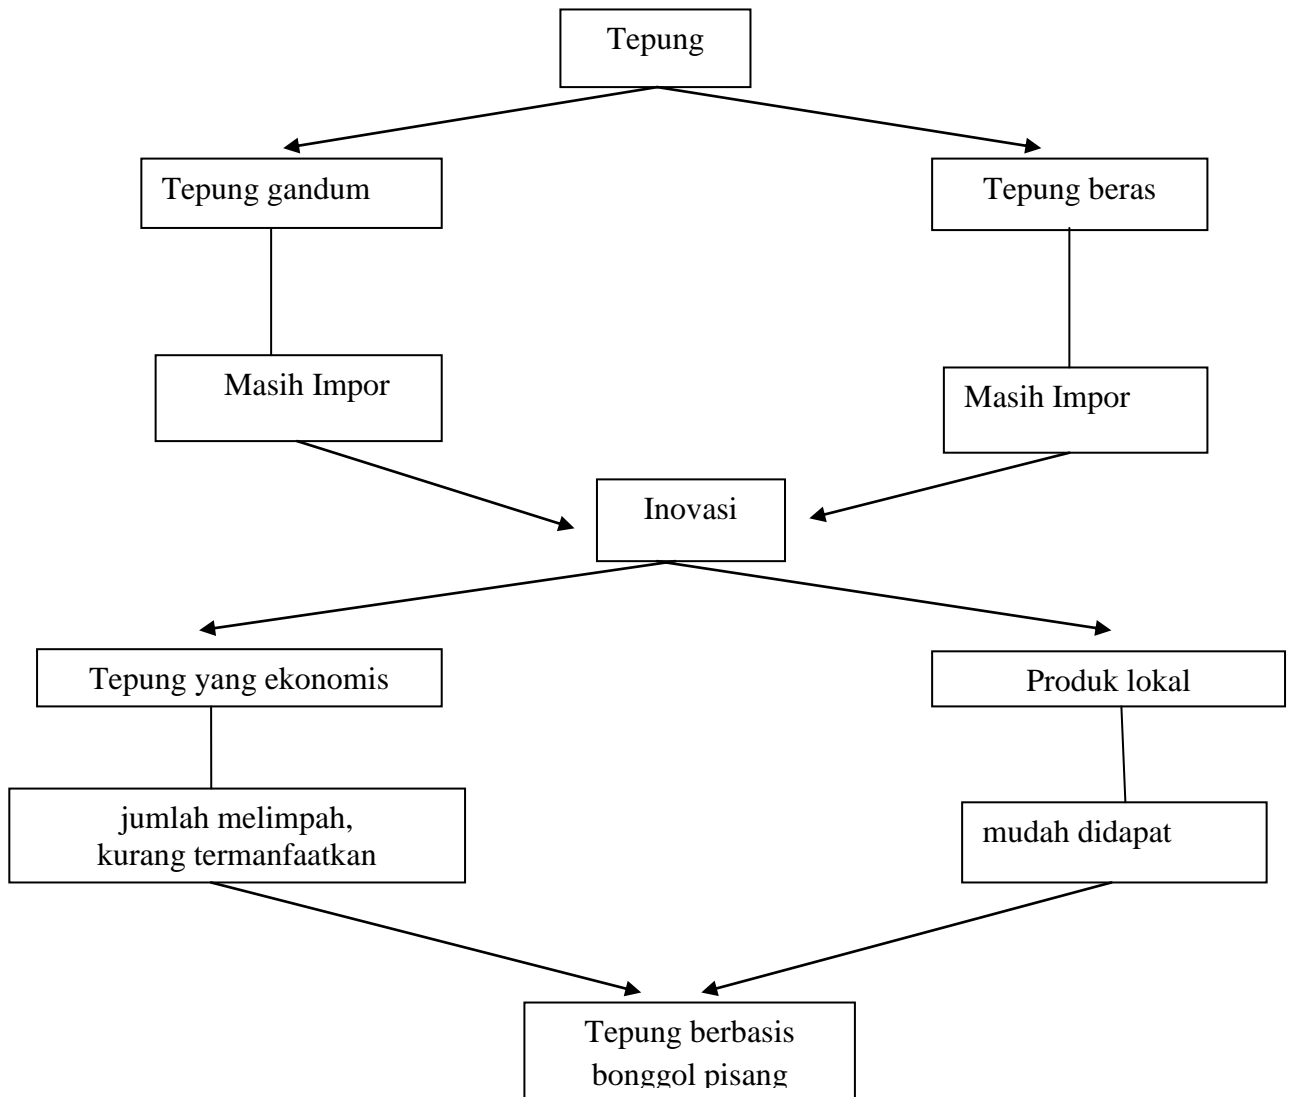 Tepung
Tepung gandum
Tepung beras
Masih Impor
Masih Impor
Inovasi
Tepung yang ekonomis
Produk lokal
jumlah melimpah,
kurang termanfaatkan
mudah didapat
Tepung berbasis
bonggol pisang